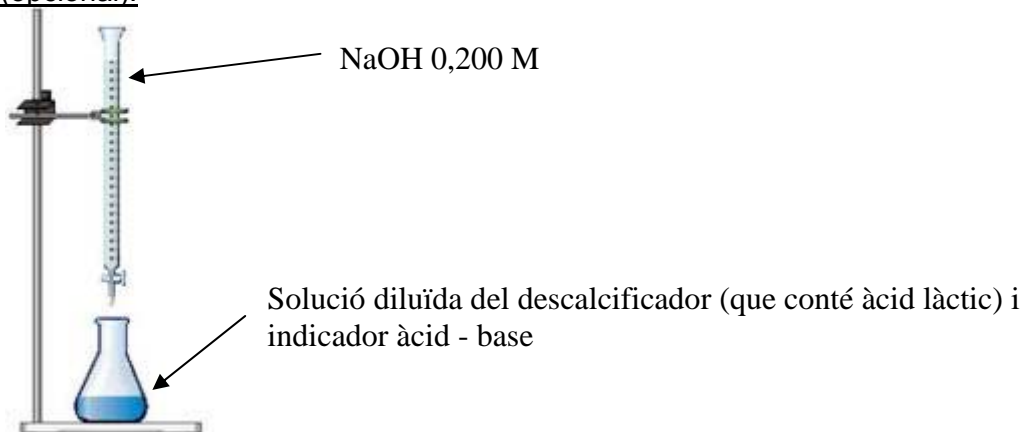 (opcional).
NaOH 0,200 M
Solució diluïda del descalcificador (que conté àcid làctic) i
indicador àcid - base